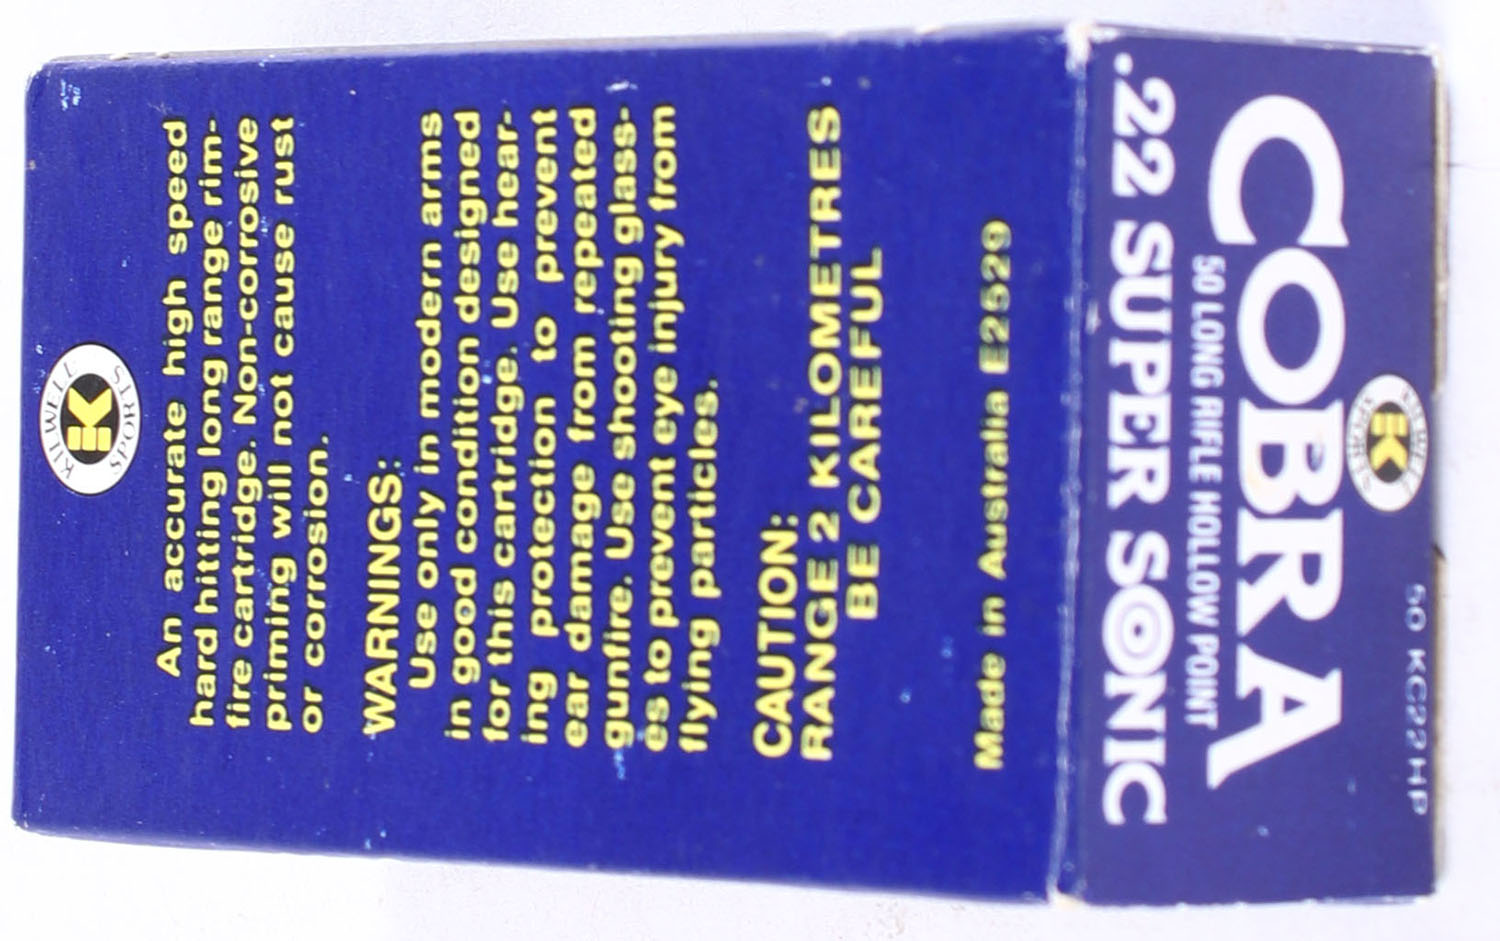 KILWELL
K
SPORTS
An accurate high speed
hard hitting long range rim-
fire cartridge. Non-corrosive
priming will not cause rust
or corrosion.
WARNINGS:
Use only in modern arms
in good condition designed
for this cartridge. Use hear-
ing protection to prevent
ear damage from repeated
gunfire. Use shooting glass-
es to prevent eye injury from
flying particles.
CAUTION:
RANGE 2 KILOMETRES
BE CAREFUL
Made in Australia E2529
.22 SUPER SONIC
50 LONG RIFLE HOLLOW POINT
COBRA
KILWELL
K
SPORTS
50 KC22HP